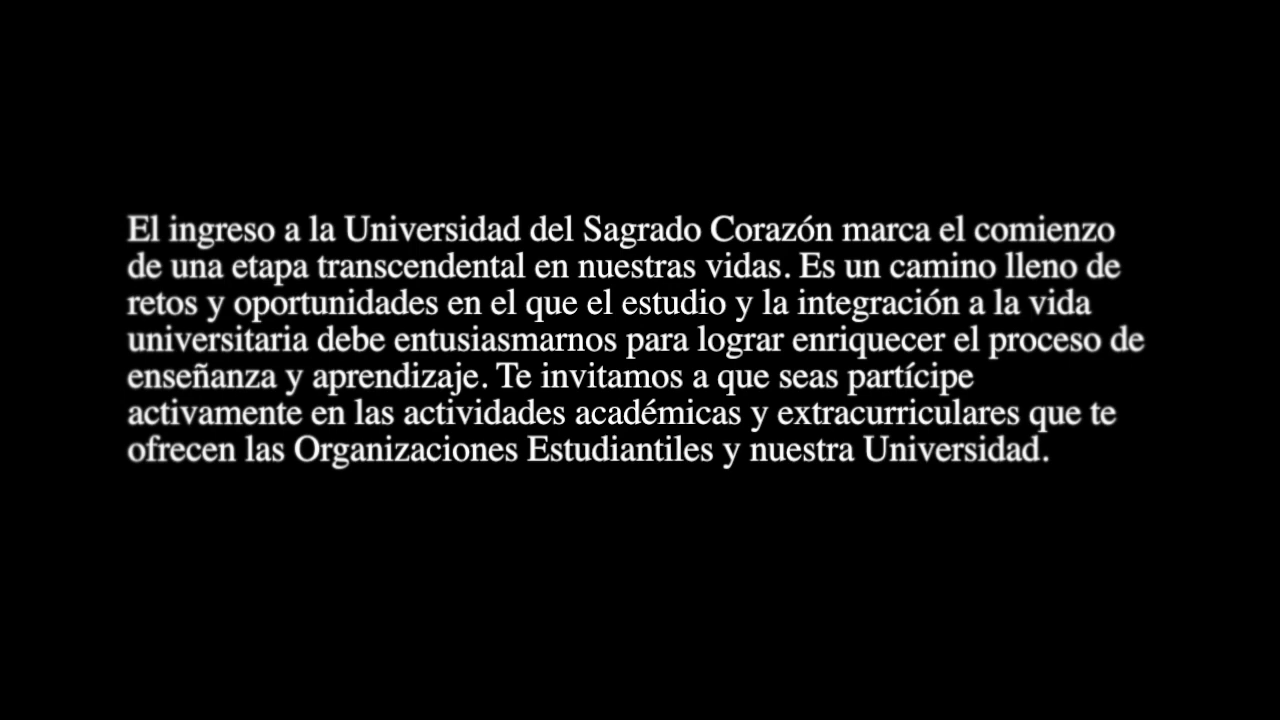 El ingreso a la Universidad del Sagrado Corazón marca el comienzo
de una etapa transcendental en nuestras vidas. Es un camino lleno de
retos y oportunidades en el que el estudio y la integración a la vida
universitaria debe entusiasmarnos para lograr enriquecer el proceso de
enseñanza y aprendizaje. Te invitamos a que seas partícipe
activamente en las actividades académicas y extracurriculares que te
ofrecen las Organizaciones Estudiantiles y nuestra Universidad.